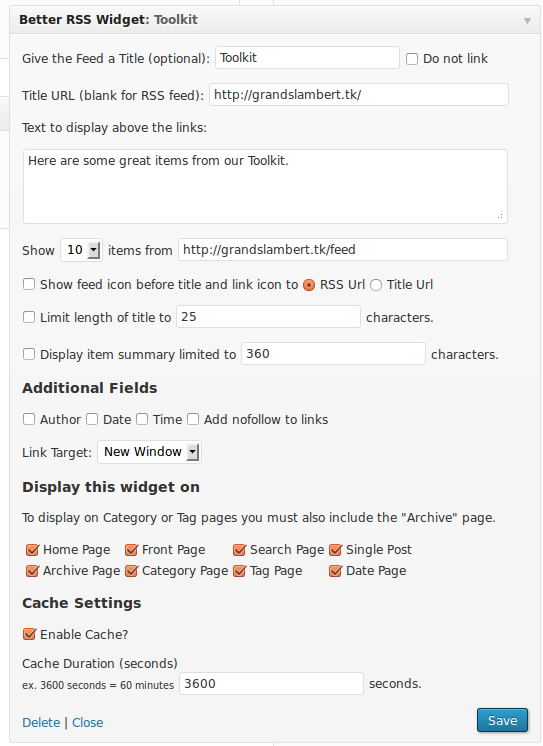 Better RSS Widget: Toolkit
Give the Feed a Title (optional): Toolkit Do not link
Title URL (blank for RSS feed): http://grandslambert.tk/
Text to display above the links:
Here are some great items from our Toolkit.
Show 10 items from http://grandslambert.tk/feed
Show feed icon before title and link icon to RSS Url Title Url
Limit length of title to 25 characters.
Display item summary limited to 360 characters.
Additional Fields
Author Date Time Add nofollow to links
Link Target: New Window
Display this widget on
To display on Category or Tag pages you must also include the "Archive" page.
Home Page Front Page Search Page Single Post
Archive Page Category Page Tag Page Date Page
Cache Settings
Enable Cache?
Cache Duration (seconds)
ex. 3600 seconds = 60 minutes 3600 seconds.
Delete | Close Save